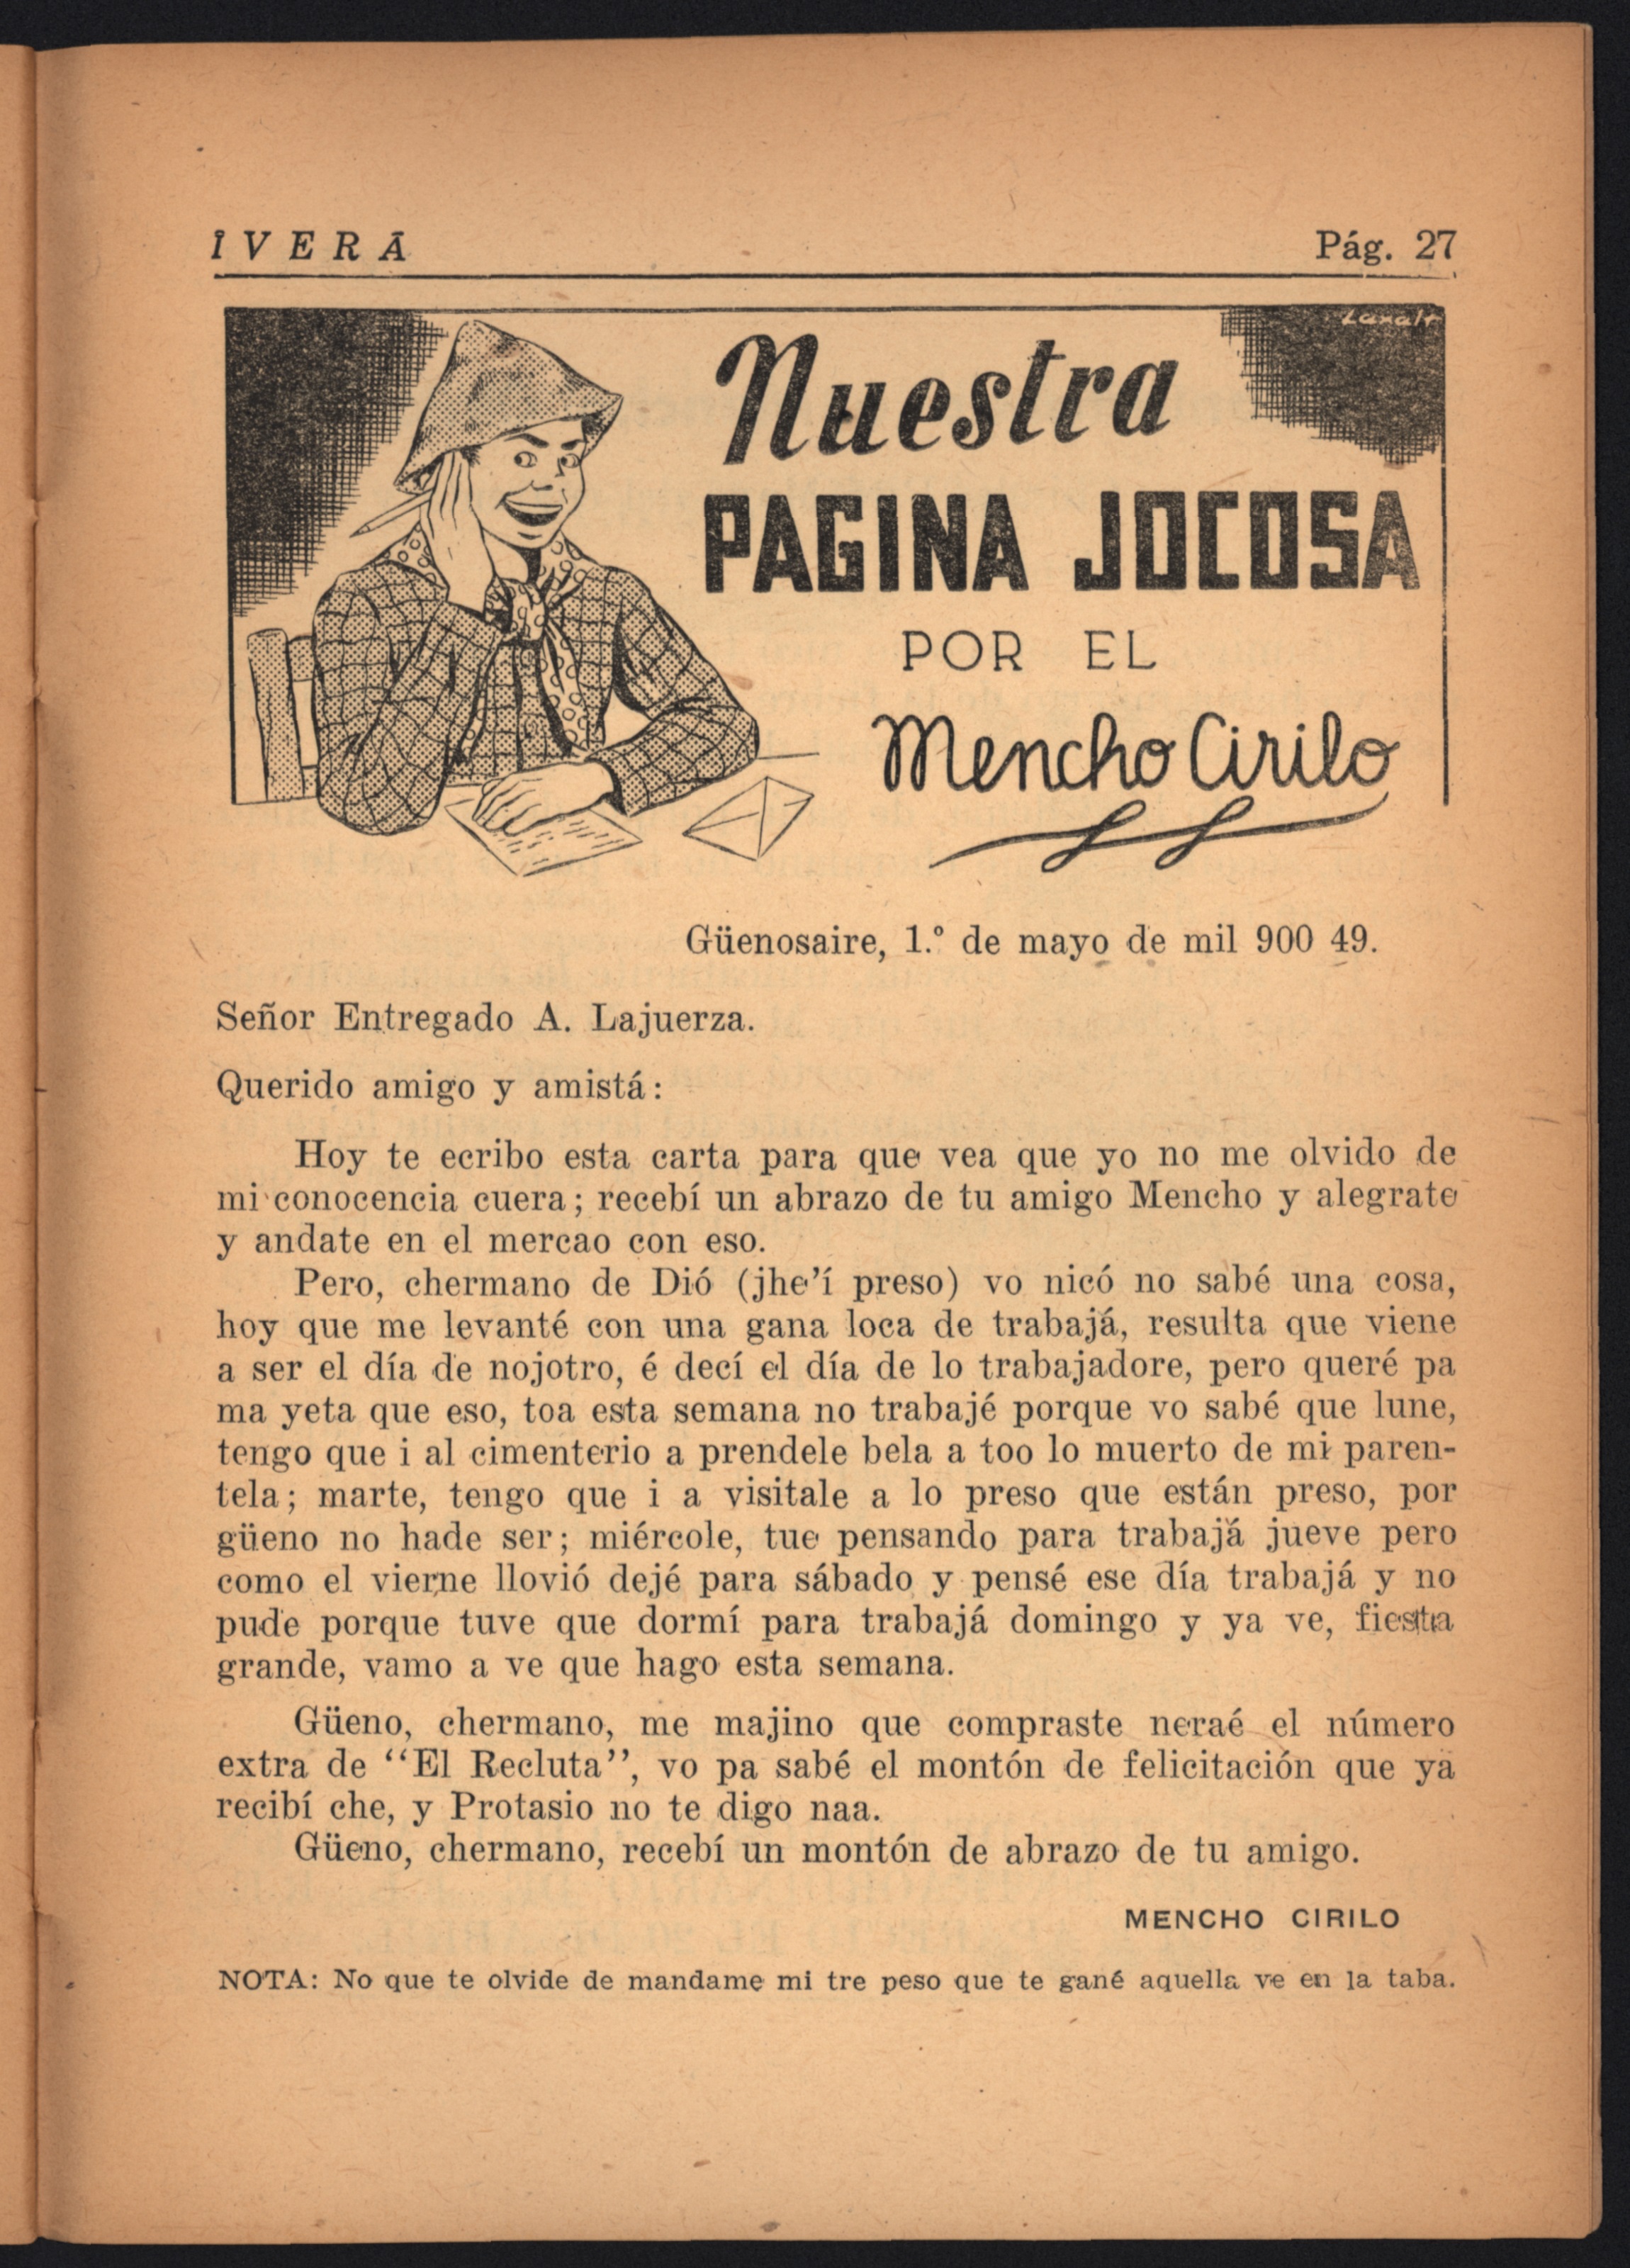 ÎVERÁ
Pág. 27
Nuestra
PAGINA JOCOSA
POR EL
Mencho Cirilo
Güenosaire, 1.º de mayo de mil 900 49.
Señor Entregado A. Lajuerza.
Querido amigo y amistá:
Hoy te ecribo esta carta para que vea que yo no me olvido de
mi conocencia cuera; recebí un abrazo de tu amigo Mencho y alegrate
y andate en el mercao con eso.
Pero, chermano de Dió (jhe'í preso) vo nicó no sabé una cosa,
hoy que me levanté con una gana loca de trabajá, resulta que viene
a ser el día de nojotro, é decí el día de lo trabajadore, pero queré pa
ma yeta que eso, toa esta semana no trabajé porque vo sabé que lune,
tengo que i al cimenterio a prendele bela a too lo muerto de mi paren-
tela; marte, tengo que i a visitale a lo preso que están preso, por
güeno no hade ser; miércole, tue pensando para trabajá jueve pero
como el vierne llovió dejé para sábado y pensé ese día trabajá y no
pude porque tuve que dormí para trabajá domingo y ya ve, fiesta
grande, vamo a ve que hago esta semana.
Güeno, chermano, me majino que compraste neraé el número
extra de "El Recluta", vo pa sabé el montón de felicitación que ya
recibí che, y Protasio no te digo naa.
Güeno, chermano, recebí un montón de abrazo de tu amigo.
MENCHO CIRILO
NOTA: No que te olvide de mandame mi tre peso que te gané aquella ve en la taba.